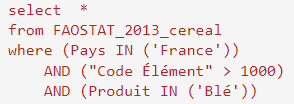 select  *
from FAOSTAT_2013_cereal
where (Pays IN ('France'))
    AND ("Code Élément" > 1000)
    AND (Produit IN ('Blé'))